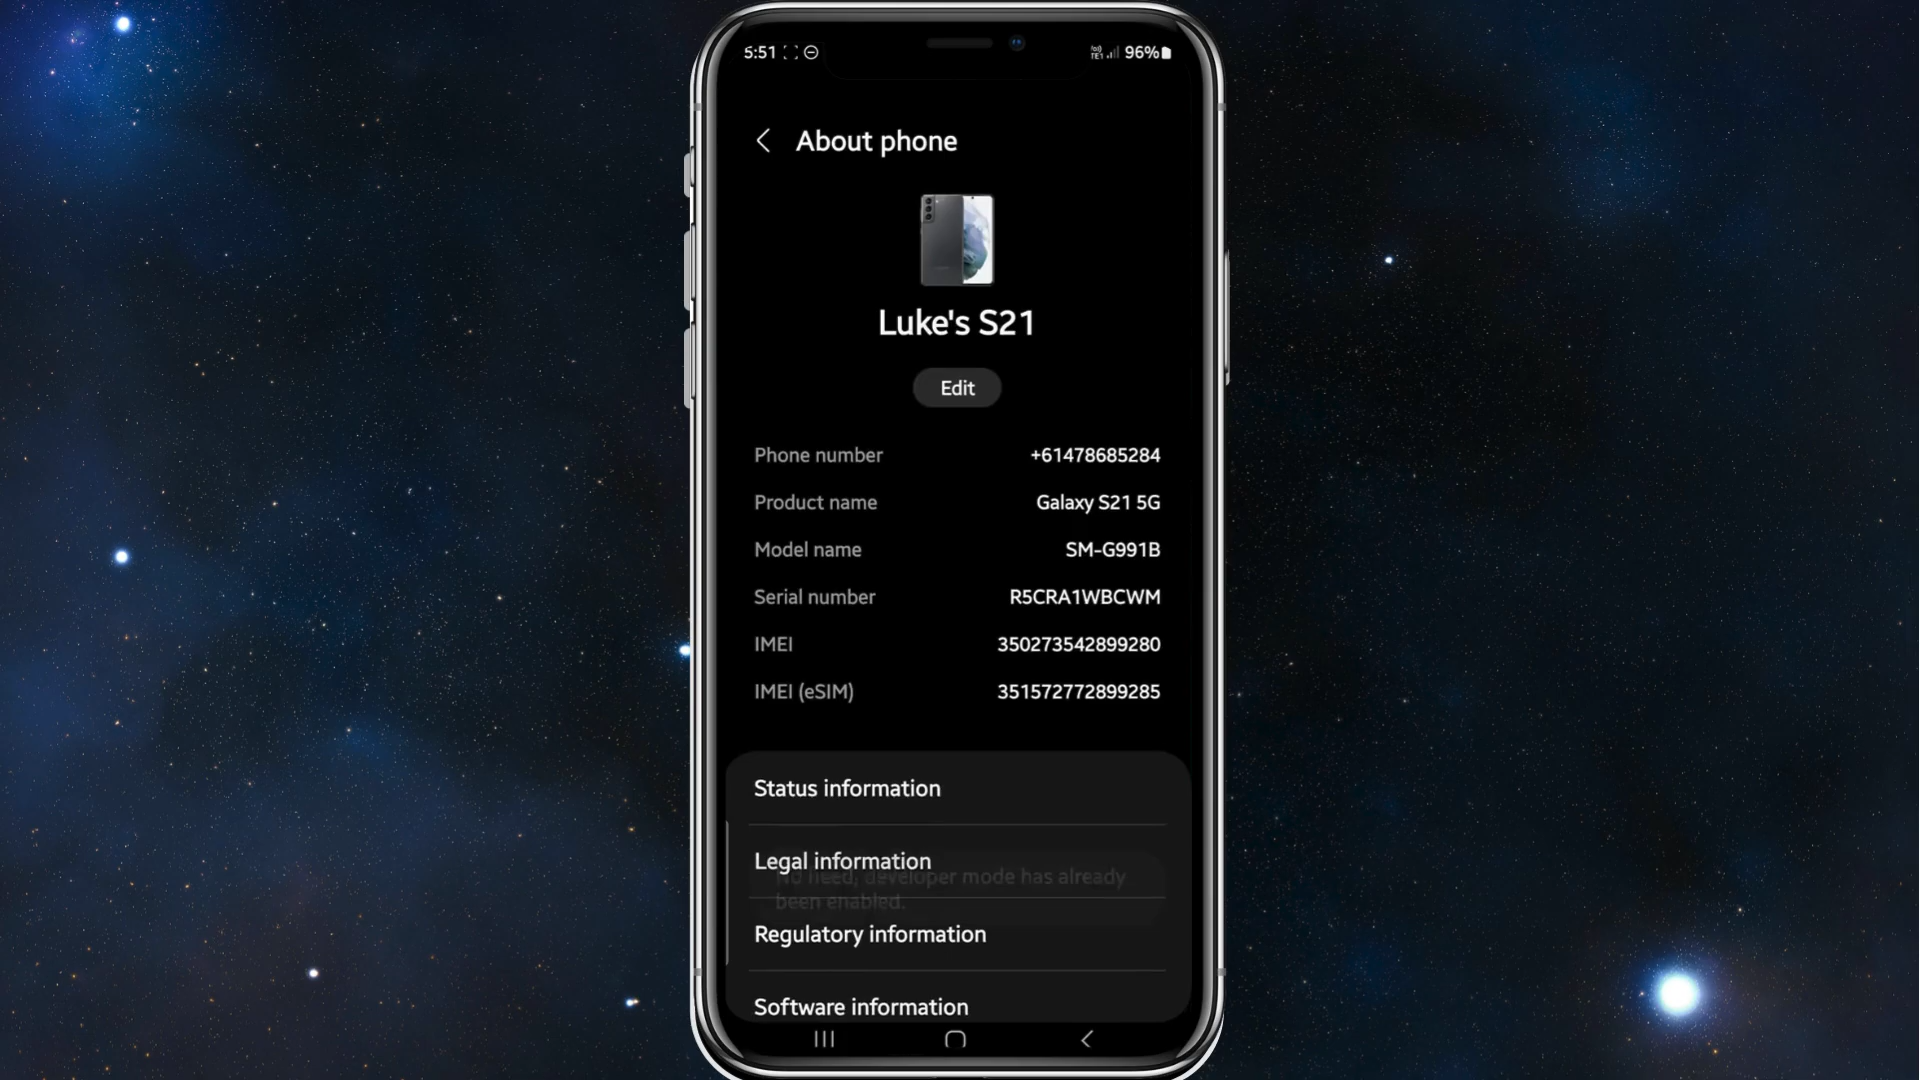 5:51
96%
About phone
Luke's S21
Edit
Phone number +61478685284
Product name Galaxy S21 5G
Model name SM-G991B
Serial number R5CRA1WBCWM
IMEI 350273542899280
IMEI (eSIM) 351572772899285
Status information
Legal information
No need, developer mode has already
been enabled.
Regulatory information
Software information